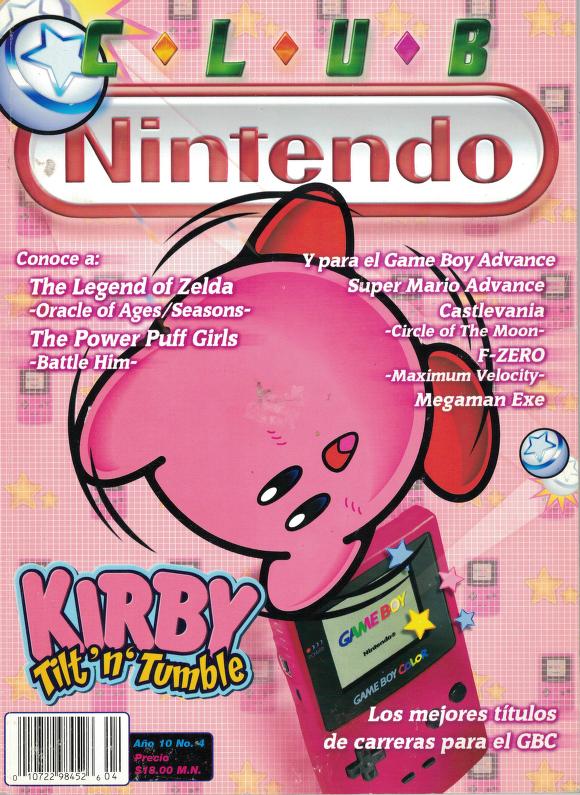 CLUB
Nintendo
Conoce a:
The Legend of Zelda
-Oracle of Ages/Seasons-
The Power Puff Girls
-Battle Him-
Y para el Game Boy Advance
Super Mario Advance
Castlevania
-Circle of The Moon-
F-ZERO
-Maximum Velocity-
Megaman Exe
KIRBY
Tilt 'n' Tumble
POWER
GAME BOY
Nintendo®
GAME BOY COLOR
Los mejores títulos
de carreras para el GBC
Año 10 No. 4
Precio
$18.00 M.N.
0 10722 98452 6 04